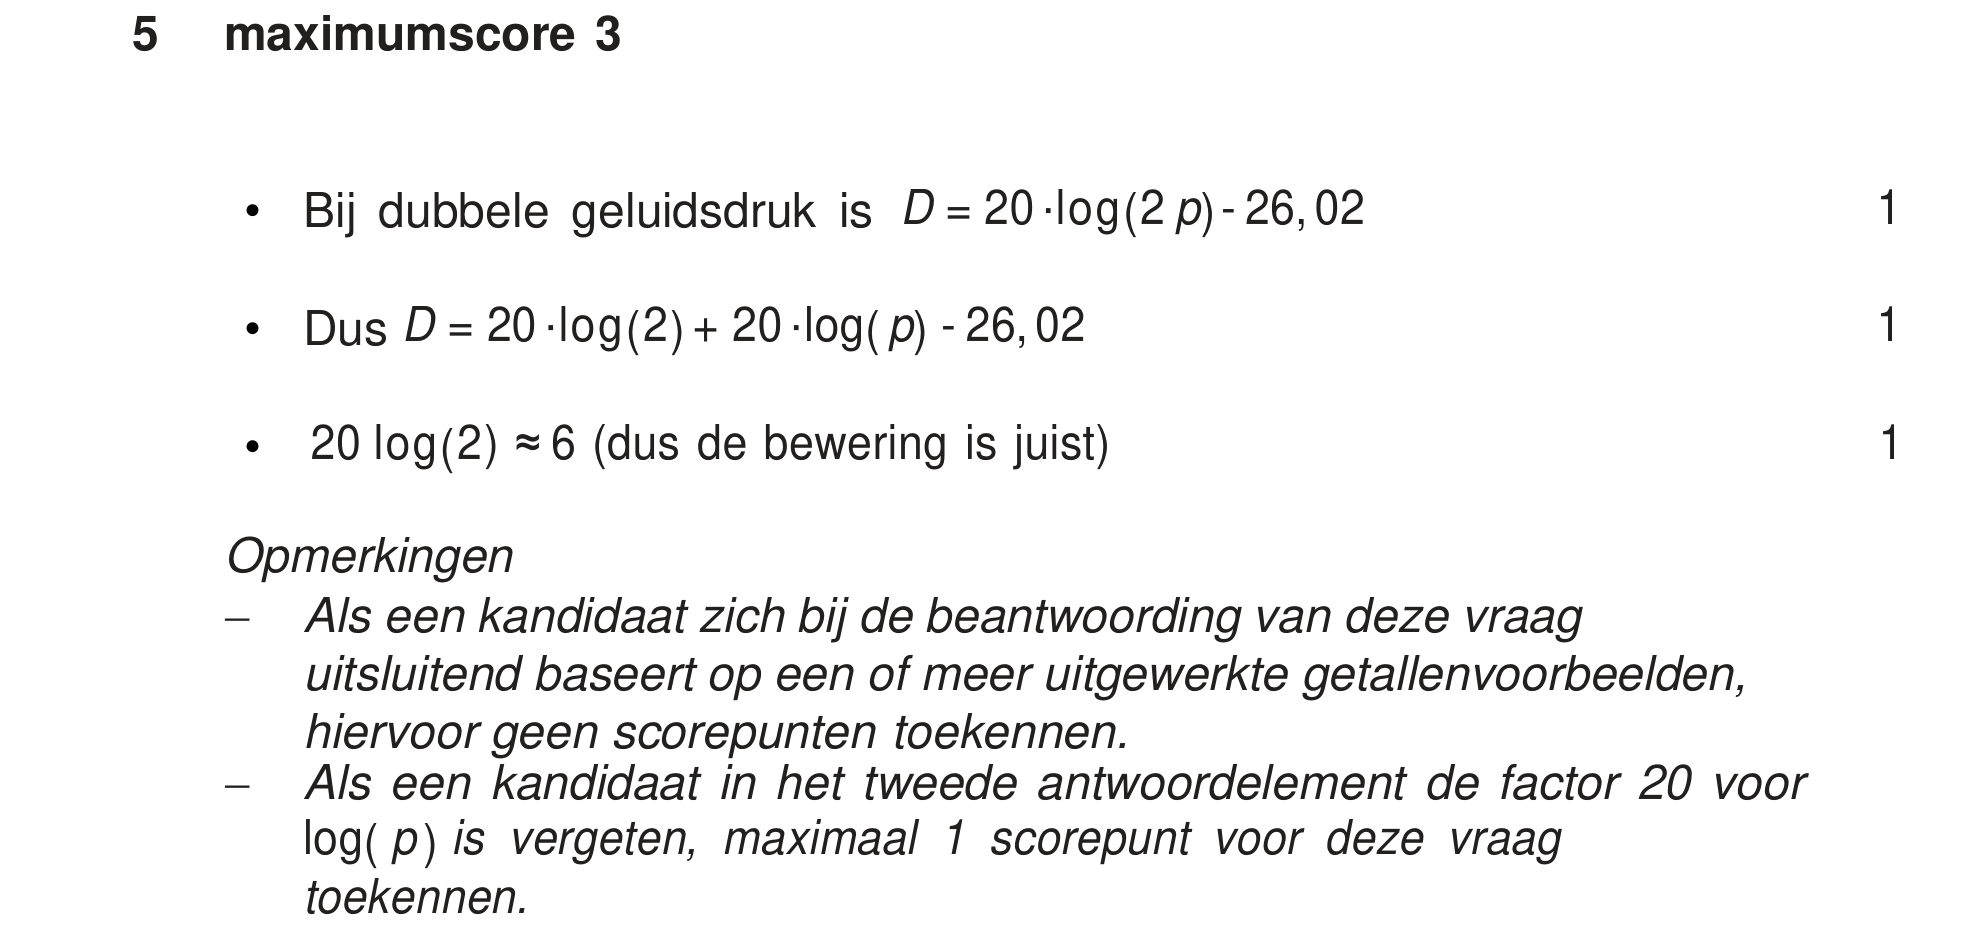 5 maximumscore 3
• Bij dubbele geluidsdruk is D = 20 ·log(2 p) - 26, 02 1
• Dus D = 20 ·log(2) + 20 ·log( p) - 26, 02 1
• 20 log(2) ≈ 6 (dus de bewering is juist) 1
Opmerkingen
– Als een kandidaat zich bij de beantwoording van deze vraag
uitsluitend baseert op een of meer uitgewerkte getallenvoorbeelden,
hiervoor geen scorepunten toekennen.
– Als een kandidaat in het tweede antwoordelement de factor 20 voor
log( p) is vergeten, maximaal 1 scorepunt voor deze vraag
toekennen.